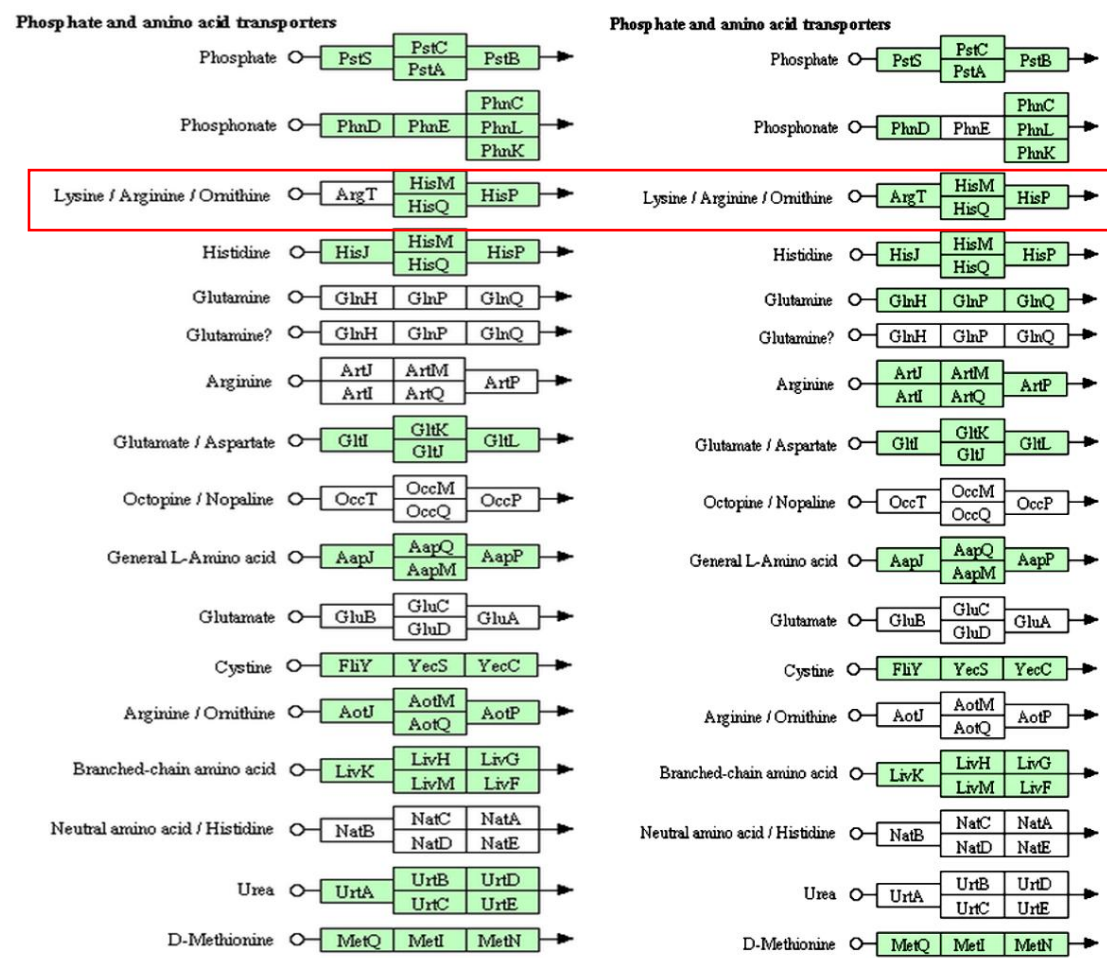 Phosphate and amino acid transporters
Phosphate PstS PstC PstB
PstA
Phosphonate PhnD PhnE PhnC
PhnL
PhnK
Lysine / Arginine / Ornithine ArgT HisM HisP
HisQ
Histidine HisJ HisM HisP
HisQ
Glutamine GlnH GlnP GlnQ
Glutamine? GlnH GlnP GlnQ
Arginine ArtJ ArtM ArtP
ArtI ArtQ
Glutamate / Aspartate GltI GltK GltL
GltJ
Octopine / Nopaline OccT OccM OccP
OccQ
General L-Amino acid AapJ AapQ AapP
AapM
Glutamate GluB GluC GluA
GluD
Cystine FliY YecS YecC
Arginine / Ornithine AotJ AotM AotP
AotQ
Branched-chain amino acid LivK LivH LivG
LivM LivF
Neutral amino acid / Histidine NatB NatC NatA
NatD NatE
Urea UrtA UrtB UrtD
UrtC UrtE
D-Methionine MetQ MetI MetN
Phosphate and amino acid transporters
Phosphate PstS PstC PstB
PstA
Phosphonate PhnD PhnE PhnC
PhnL
PhnK
Lysine / Arginine / Ornithine ArgT HisM HisP
HisQ
Histidine HisJ HisM HisP
HisQ
Glutamine GlnH GlnP GlnQ
Glutamine? GlnH GlnP GlnQ
Arginine ArtJ ArtM ArtP
ArtI ArtQ
Glutamate / Aspartate GltI GltK GltL
GltJ
Octopine / Nopaline OccT OccM OccP
OccQ
General L-Amino acid AapJ AapQ AapP
AapM
Glutamate GluB GluC GluA
GluD
Cystine FliY YecS YecC
Arginine / Ornithine AotJ AotM AotP
AotQ
Branched-chain amino acid LivK LivH LivG
LivM LivF
Neutral amino acid / Histidine NatB NatC NatA
NatD NatE
Urea UrtA UrtB UrtD
UrtC UrtE
D-Methionine MetQ MetI MetN